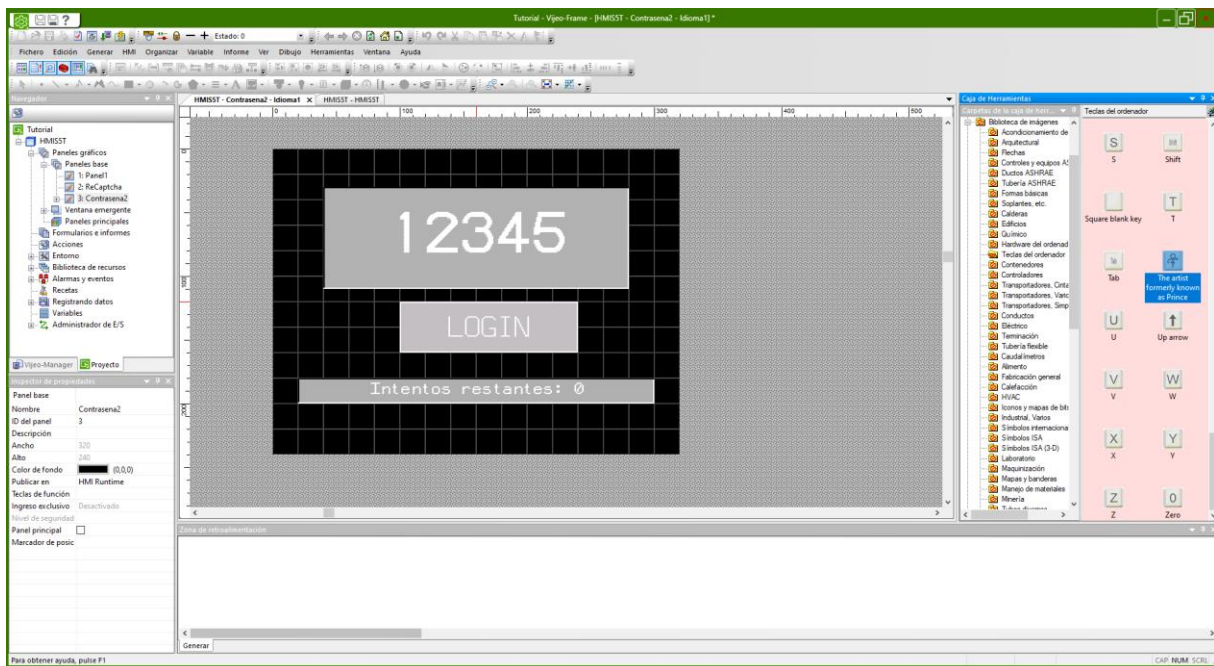 Tutorial - Vijeo-Frame - [HMISST - Contrasena2 - Idioma1] *
Estado: 0
Fichero Edición Generar HMI Organizar Variable Informe Ver Dibujo Herramientas Ventana Ayuda
Navegador
Tutorial
HMISST
Paneles gráficos
Paneles base
1: Panel1
2: ReCaptcha
3: Contrasena2
Ventana emergente
Paneles principales
Formularios e informes
Acciones
Entorno
Biblioteca de recursos
Alarmas y eventos
Recetas
Registrando datos
Variables
Administrador de E/S
Vijeo-Manager Proyecto
Inspector de propiedades
Panel base
Nombre Contrasena2
ID del panel 3
Descripción
Ancho 320
Alto 240
Color de fondo (0,0,0)
Publicar en HMI Runtime
Teclas de función
Ingreso exclusivo Desactivado
Nivel de seguridad
Panel principal
Marcador de posic
HMISST - Contrasena2 - Idioma1 X HMISST - HMISST
0 100 200 300 400 500
0
100
200
12345
LOGIN
Intentos restantes: 0
Zona de retroalimentación
Generar
Caja de Herramientas
Carpetas de la caja de herr...
Biblioteca de imágenes
Acondicionamiento de
Arquitectural
Flechas
Controles y equipos AS
Ductos ASHRAE
Tubería ASHRAE
Formas básicas
Soplantes, etc.
Calderas
Edificios
Químico
Hardware del ordenad
Teclas del ordenador
Contenedores
Controladores
Transportadores, Cinta
Transportadores, Varic
Transportadores, Simp
Conductos
Eléctrico
Terminación
Tubería flexible
Caudalímetros
Alimento
Fabricación general
Calefacción
HVAC
Iconos y mapas de bits
Industrial, Varios
Símbolos internaciona
Símbolos ISA
Símbolos ISA (3-D)
Laboratorio
Maquinización
Mapas y banderas
Manejo de materiales
Minería
Teclas del ordenador
S
S Shift
T
Square blank key T
Tab The artist
formerly known
as Prince
U
U Up arrow
V W
V W
X Y
X Y
Z 0
Z Zero
Para obtener ayuda, pulse F1
CAP NUM SCRL